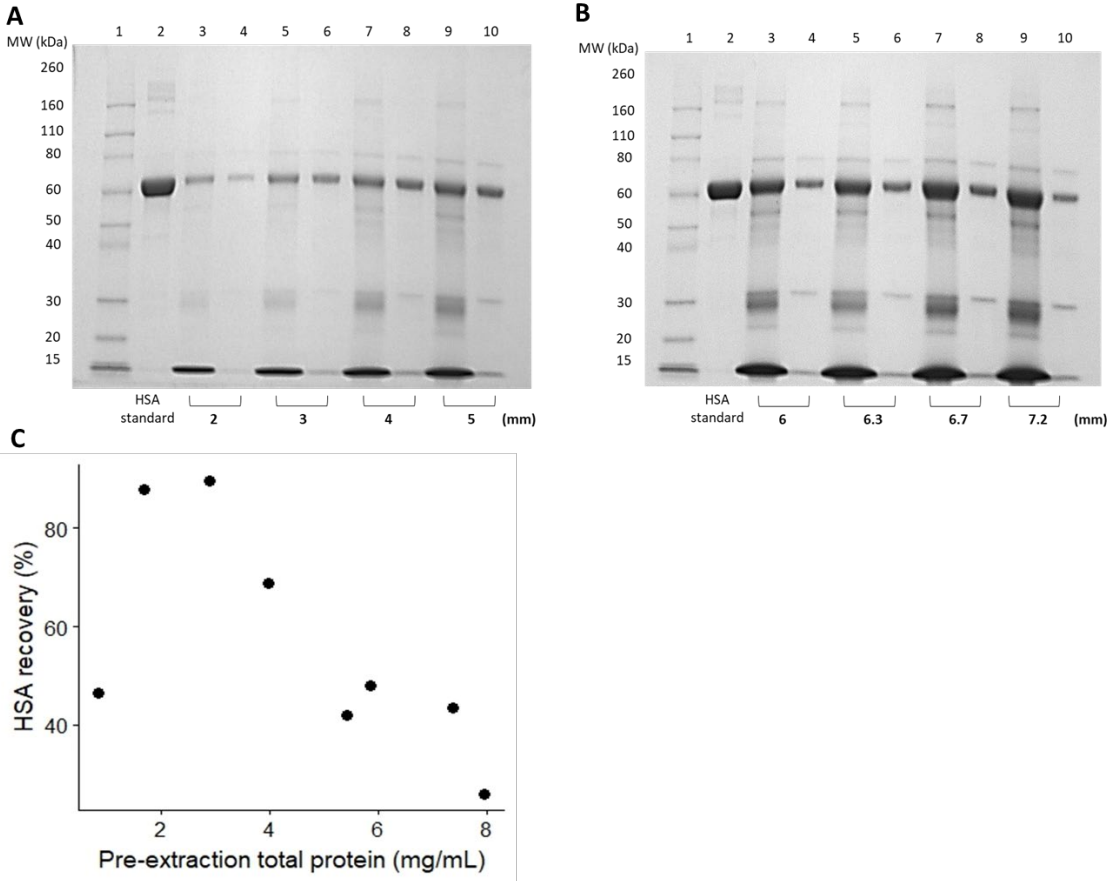 A
MW (kDa)
1 2 3 4 5 6 7 8 9 10
260
160
110
80
60
50
40
30
20
15
HSA
standard 2 3 4 5 (mm)
B
MW (kDa)
1 2 3 4 5 6 7 8 9 10
260
160
110
80
60
50
40
30
20
15
HSA
standard 6 6.3 6.7 7.2 (mm)
C
HSA recovery (%)
80
60
40
2 4 6 8
Pre-extraction total protein (mg/mL)